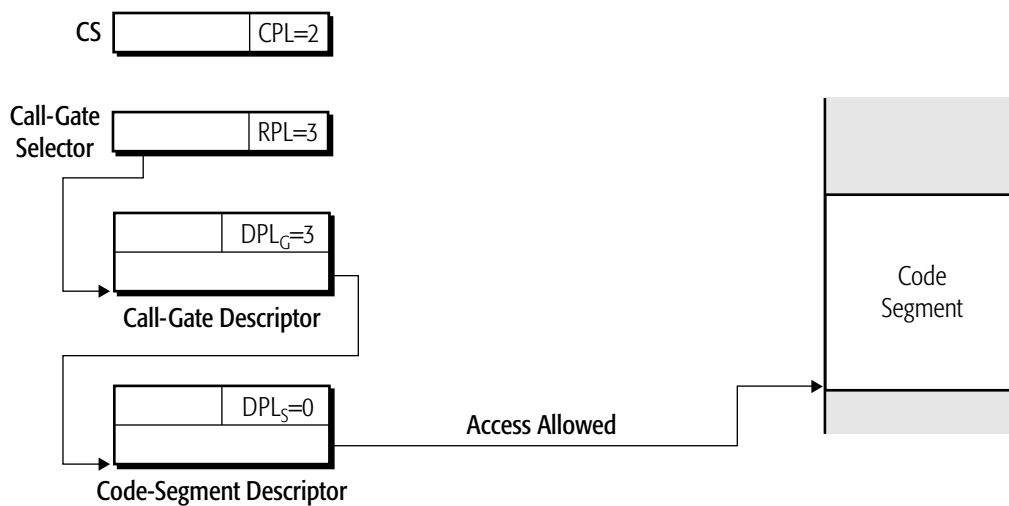 CS
CPL=2
Call-Gate
Selector
RPL=3
DPLG=3
Call-Gate Descriptor
Code
Segment
DPLS=0
Access Allowed
Code-Segment Descriptor